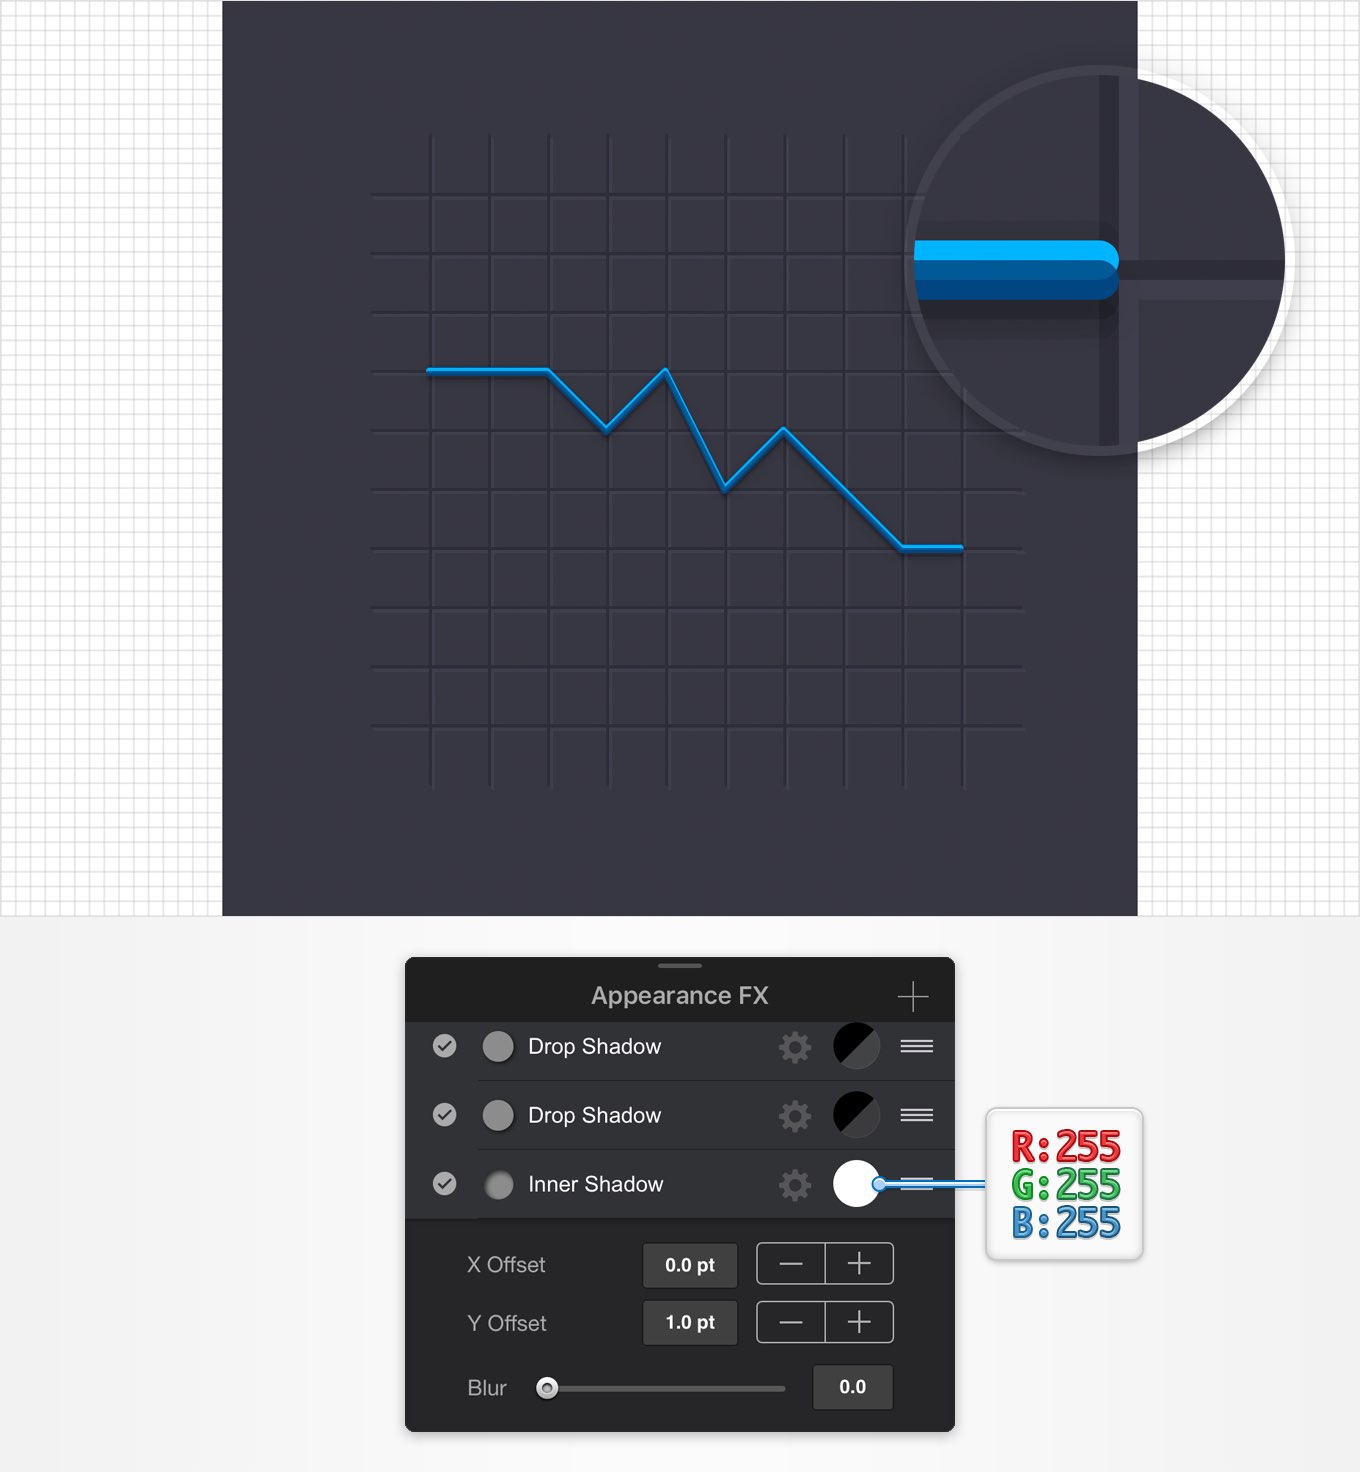 Appearance FX
Drop Shadow
Drop Shadow
Inner Shadow
R:255
G:255
B:255
X Offset 0.0 pt
Y Offset 1.0 pt
Blur 0.0